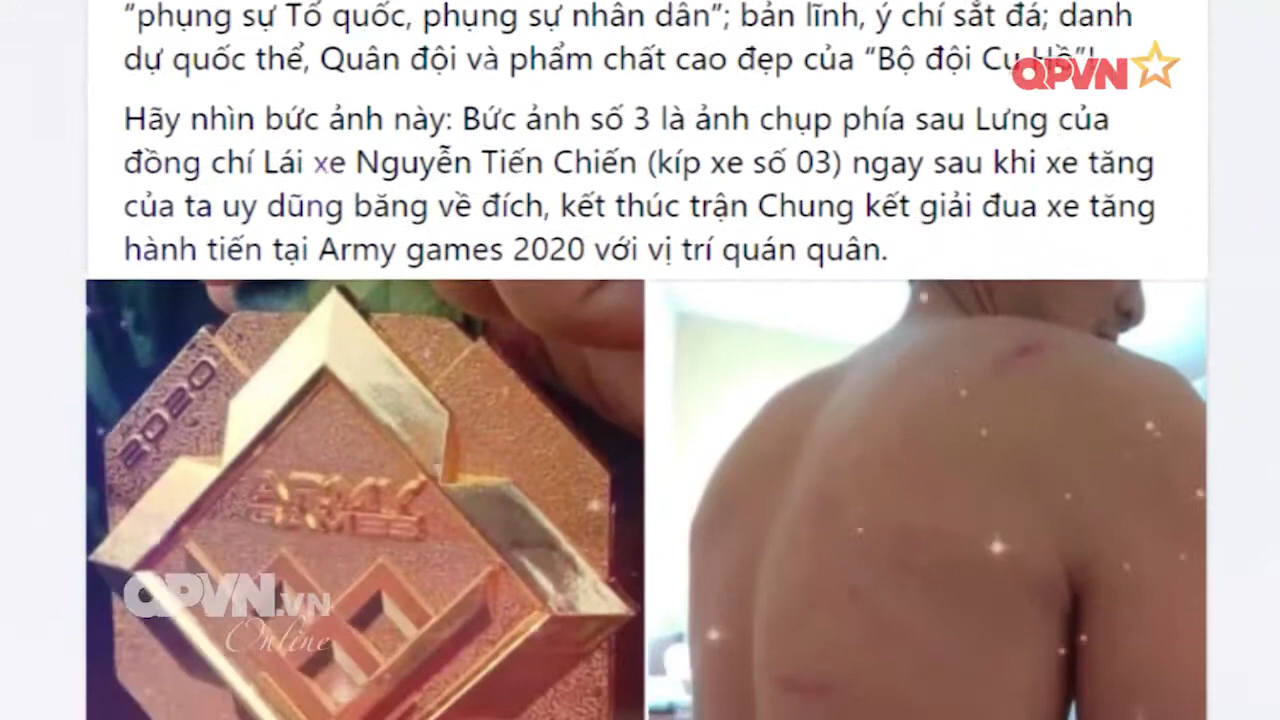 “phụng sự Tổ quốc, phụng sự nhân dân”; bản lĩnh, ý chí sắt đá; danh
dự quốc thể, Quân đội và phẩm chất cao đẹp của “Bộ đội Cụ Hồ”!
QPVN
Hãy nhìn bức ảnh này: Bức ảnh số 3 là ảnh chụp phía sau Lưng của
đồng chí Lái xe Nguyễn Tiến Chiến (kíp xe số 03) ngay sau khi xe tăng
của ta uy dũng băng về đích, kết thúc trận Chung kết giải đua xe tăng
hành tiến tại Army games 2020 với vị trí quán quân.
2020
ARMY
GAMES
QPVN.VN
Online